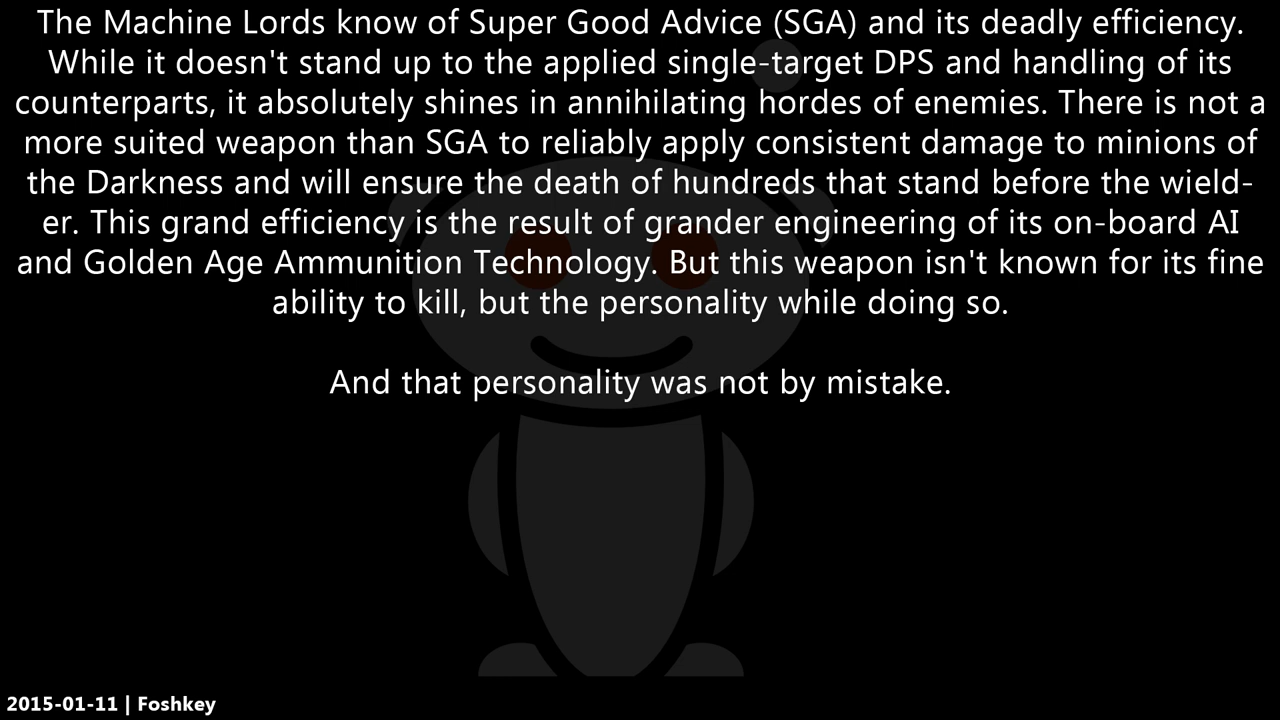 The Machine Lords know of Super Good Advice (SGA) and its deadly efficiency.
While it doesn't stand up to the applied single-target DPS and handling of its
counterparts, it absolutely shines in annihilating hordes of enemies. There is not a
more suited weapon than SGA to reliably apply consistent damage to minions of
the Darkness and will ensure the death of hundreds that stand before the wield-
er. This grand efficiency is the result of grander engineering of its on-board AI
and Golden Age Ammunition Technology. But this weapon isn't known for its fine
ability to kill, but the personality while doing so.
And that personality was not by mistake.
2015-01-11 | Foshkey